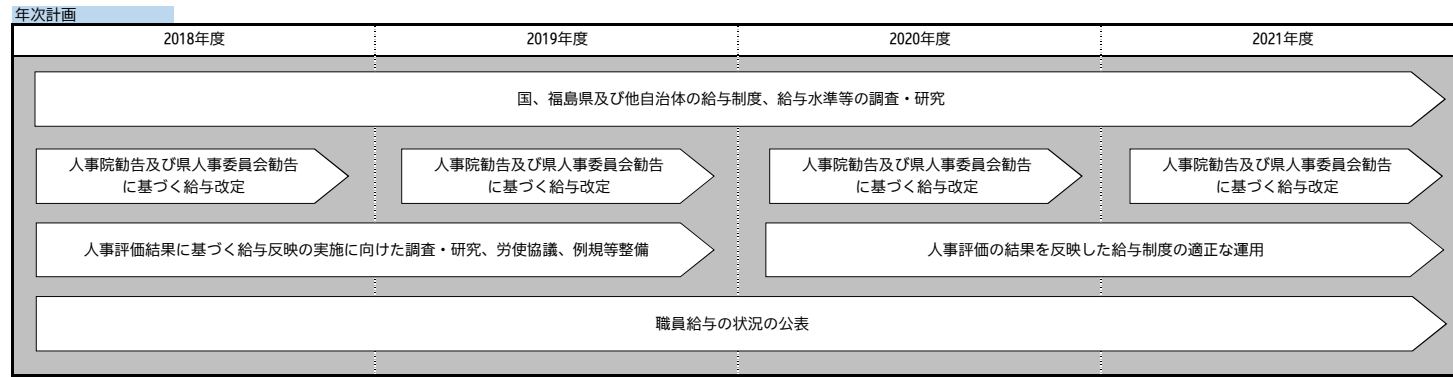 年次計画
2018年度
2019年度
2020年度
2021年度
国、福島県及び他自治体の給与制度、給与水準等の調査・研究
人事院勧告及び県人事委員会勧告
に基づく給与改定
人事院勧告及び県人事委員会勧告
に基づく給与改定
人事院勧告及び県人事委員会勧告
に基づく給与改定
人事院勧告及び県人事委員会勧告
に基づく給与改定
人事評価結果に基づく給与反映の実施に向けた調査・研究、労使協議、例規等整備
人事評価の結果を反映した給与制度の適正な運用
職員給与の状況の公表